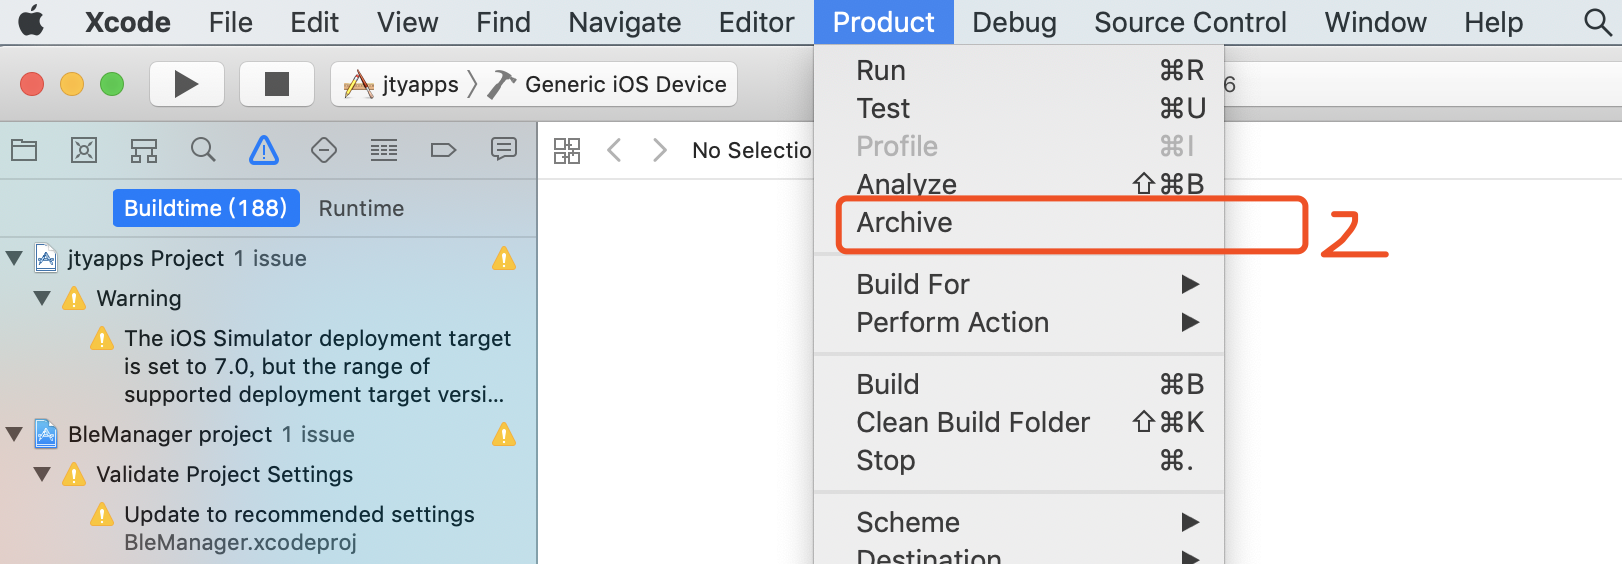 Xcode File Edit View Find Navigate Editor Product Debug Source Control Window Help
jtyapps Generic iOS Device
6
No Selectio
Buildtime (188) Runtime
jtyapps Project 1 issue
Warning
The iOS Simulator deployment target
is set to 7.0, but the range of
supported deployment target versi...
BleManager project 1 issue
Validate Project Settings
Update to recommended settings
BleManager.xcodeproj
Run ⌘R
Test ⌘U
Profile ⌘I
Analyze ⇧⌘B
Archive
2
Build For ▶
Perform Action ▶
Build ⌘B
Clean Build Folder ⇧⌘K
Stop ⌘.
Scheme ▶
Destination ▶